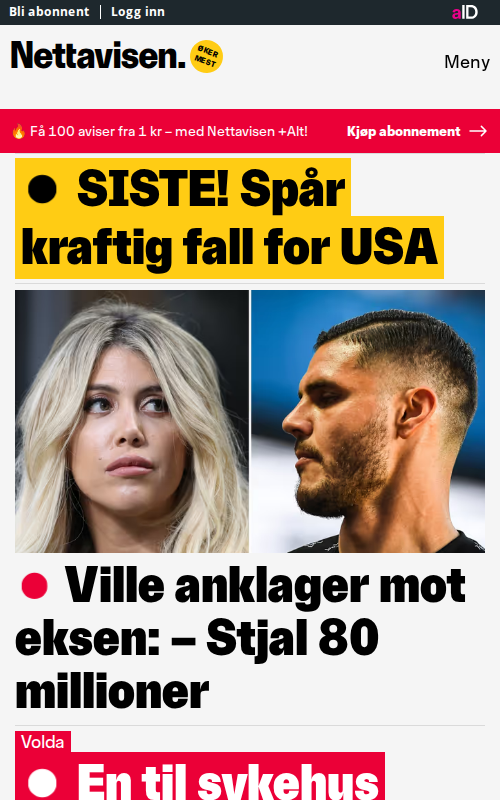 Bli abonnent | Logg inn
aID
Nettavisen.
ØKER
MEST
Meny
Få 100 aviser fra 1 kr – med Nettavisen +Alt!
Kjøp abonnement →
SISTE! Spår
kraftig fall for USA
Ville anklager mot
eksen: – Stjal 80
millioner
Volda
En til sykehus